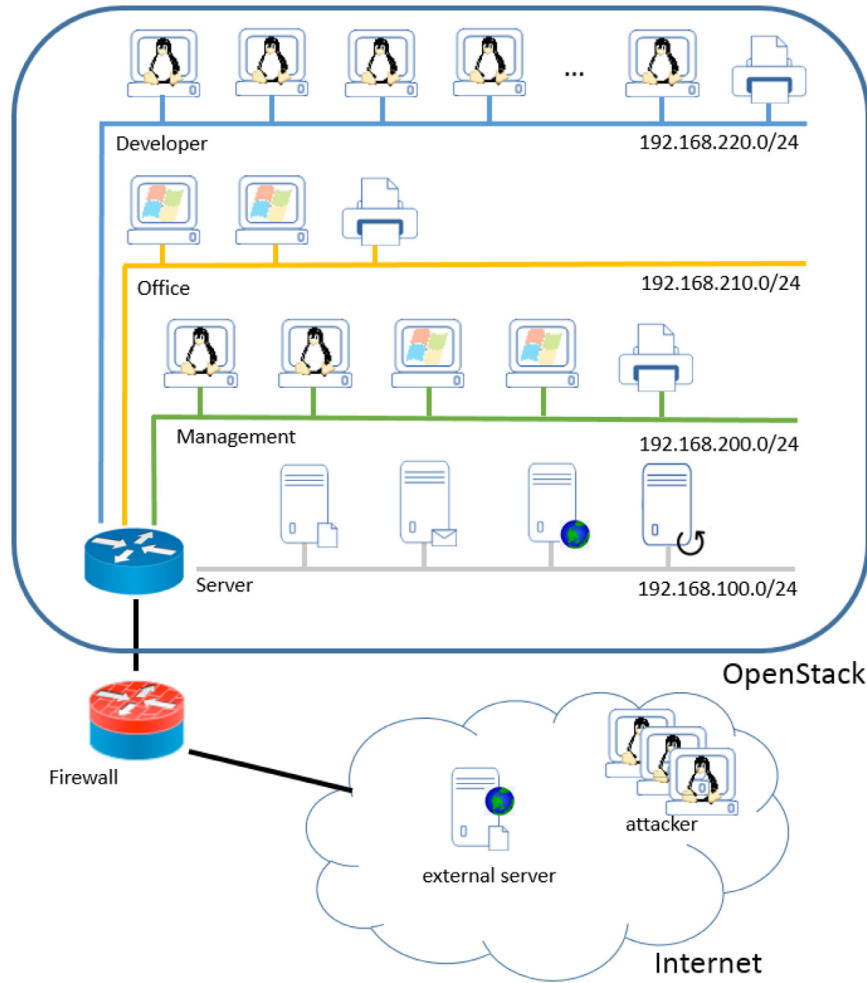 ...
Developer
192.168.220.0/24
Office
192.168.210.0/24
Management
192.168.200.0/24
Server
192.168.100.0/24
OpenStack
Firewall
attacker
external server
Internet